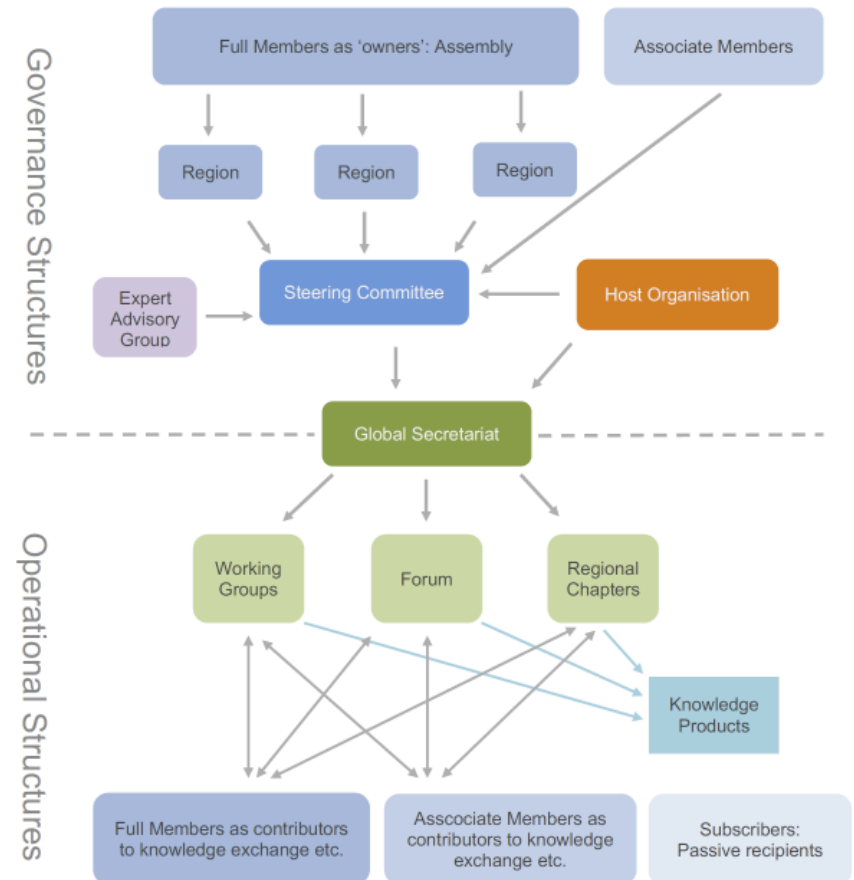 Governance Structures
Full Members as ‘owners’: Assembly
Associate Members
Region
Region
Region
Steering Committee
Host Organisation
Expert
Advisory
Group
Global Secretariat
Operational Structures
Working
Groups
Forum
Regional
Chapters
Knowledge
Products
Full Members as contributors
to knowledge exchange etc.
Asscociate Members as
contributors to knowledge
exchange etc.
Subscribers:
Passive recipients